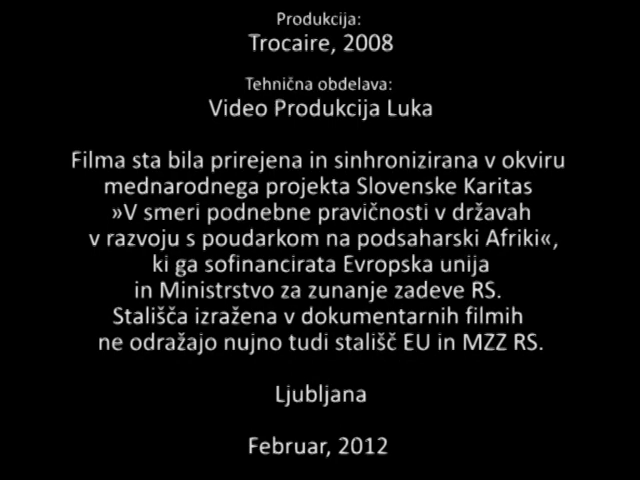 Produkcija:
Trocaire, 2008
Tehnična obdelava:
Video Produkcija Luka
Filma sta bila prirejena in sinhronizirana v okviru
mednarodnega projekta Slovenske Karitas
»V smeri podnebne pravičnosti v državah
v razvoju s poudarkom na podsaharski Afriki«,
ki ga sofinancirata Evropska unija
in Ministrstvo za zunanje zadeve RS.
Stališča izražena v dokumentarnih filmih
ne odražajo nujno tudi stališč EU in MZZ RS.
Ljubljana
Februar, 2012